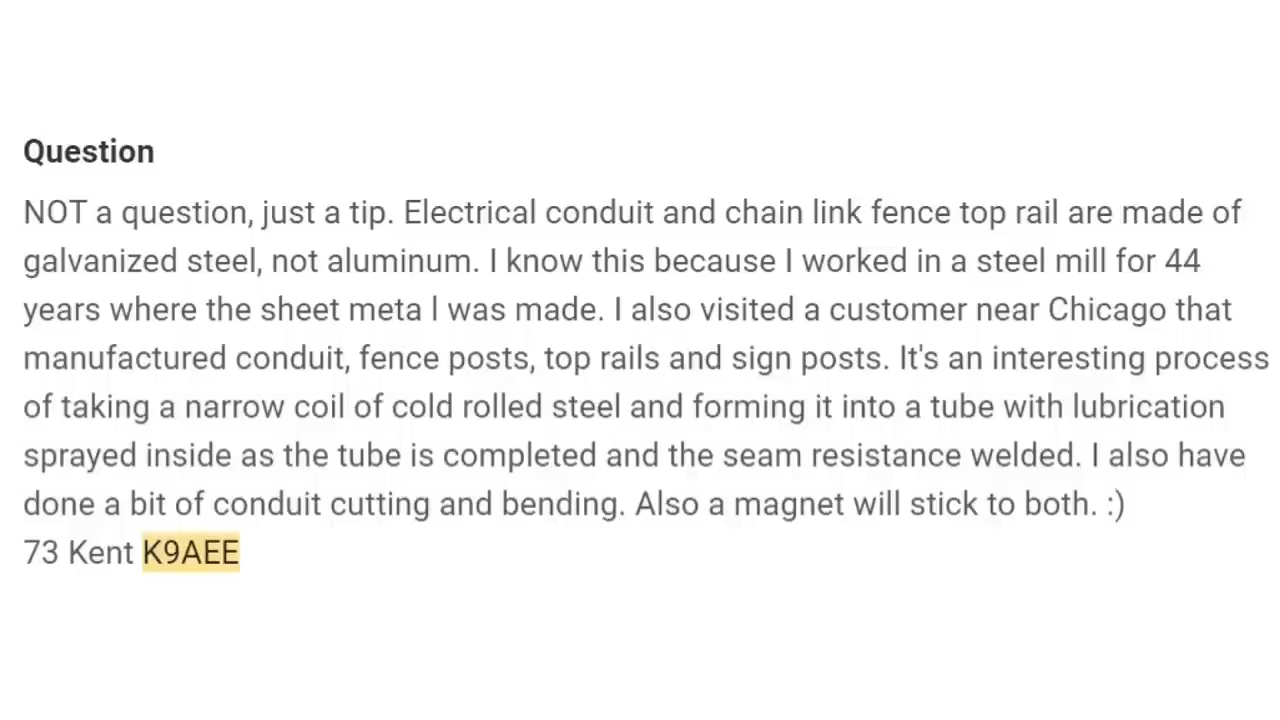 Question
NOT a question, just a tip. Electrical conduit and chain link fence top rail are made of
galvanized steel, not aluminum. I know this because I worked in a steel mill for 44
years where the sheet meta l was made. I also visited a customer near Chicago that
manufactured conduit, fence posts, top rails and sign posts. It's an interesting process
of taking a narrow coil of cold rolled steel and forming it into a tube with lubrication
sprayed inside as the tube is completed and the seam resistance welded. I also have
done a bit of conduit cutting and bending. Also a magnet will stick to both. :)
73 Kent K9AEE